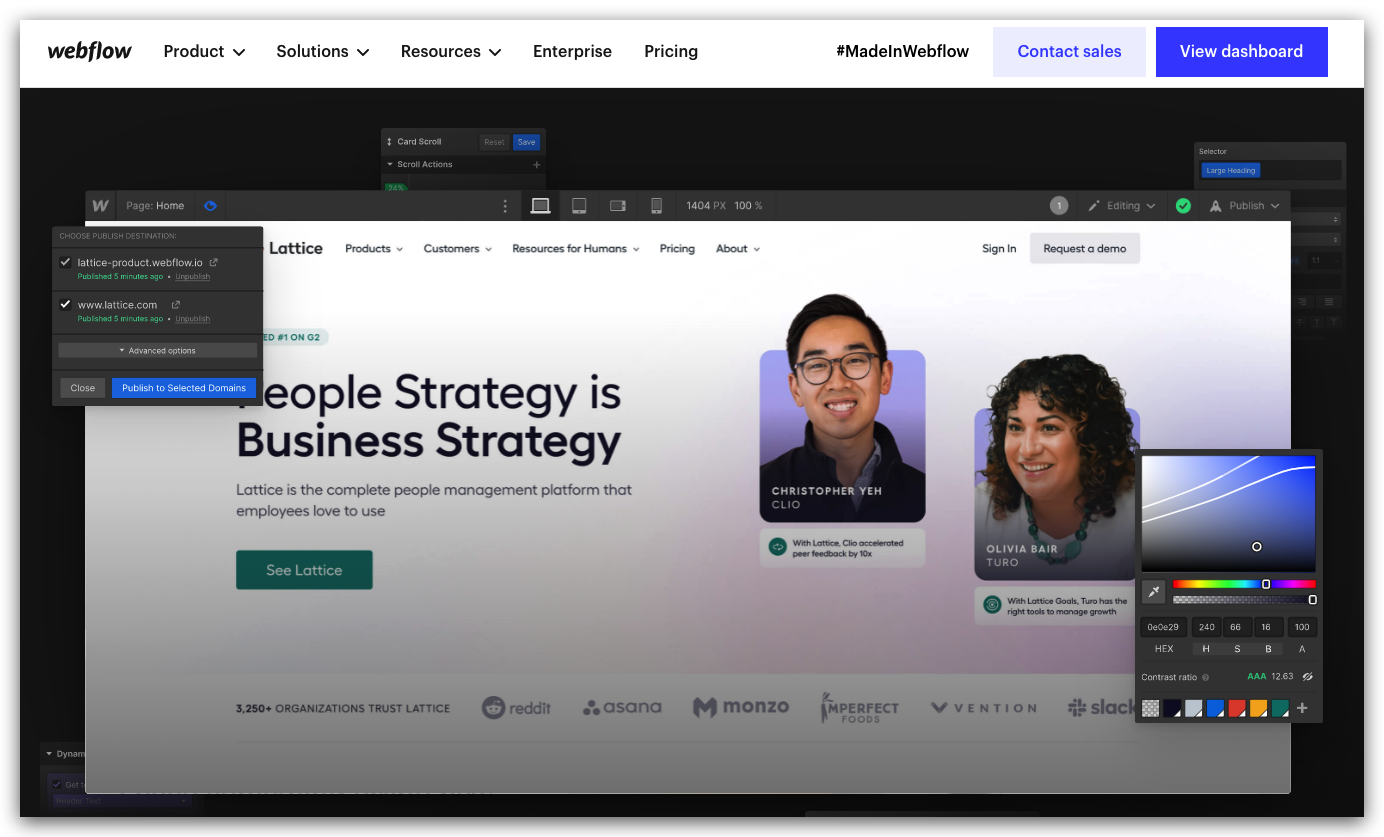 webflow
Product
Solutions
Resources
Enterprise
Pricing
#MadeInWebflow
Contact sales
View dashboard
Card Scroll
Reset
Save
Scroll Actions
24%
Selector
Large Heading
Page: Home
1404 PX 100 %
1
Editing
Publish
CHOOSE PUBLISH DESTINATION:
lattice-product.webflow.io
Published 5 minutes ago • Unpublish
www.lattice.com
Published 5 minutes ago • Unpublish
Advanced options
Close
Publish to Selected Domains
Lattice
Products
Customers
Resources for Humans
Pricing
About
Sign In
Request a demo
1.1
ED #1 ON G2
People Strategy is
Business Strategy
Lattice is the complete people management platform that
employees love to use
See Lattice
CHRISTOPHER YEH
CLIO
With Lattice, Clio accelerated
peer feedback by 10x
OLIVIA BAIR
TURO
With Lattice Goals, Turo has the
right tools to manage growth
0e0e29 240 66 16 100
HEX H S B A
Contrast ratio AAA 12.63
3,250+ ORGANIZATIONS TRUST LATTICE
reddit
asana
monzo
IMPERFECT
FOODS
VENTION
slack
Dynam
Get t
Header Text